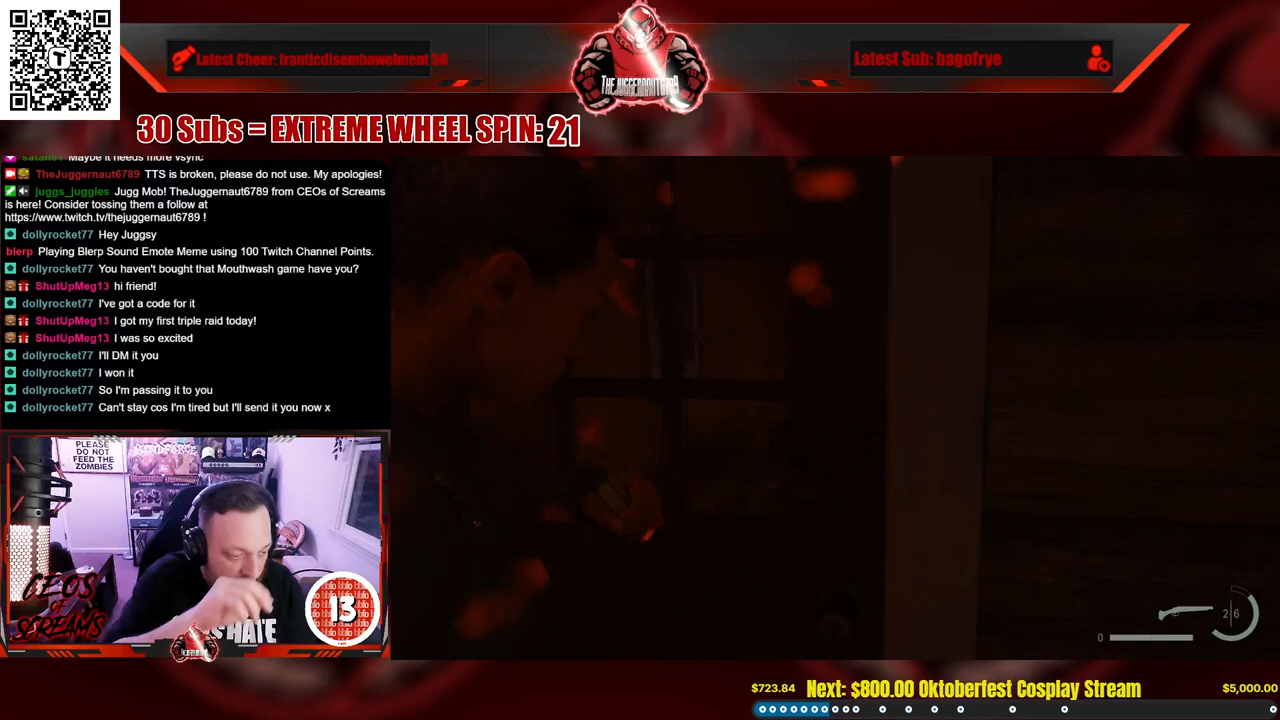 Latest Cheer: franticdisembowelment 50
THEJUGGERNAUT6789
Latest Sub: hagofrye
30 Subs = EXTREME WHEEL SPIN: 21
Maybe it needs more vsync
TheJuggernaut6789 TTS is broken, please do not use. My apologies!
juggs_juggles Jugg Mob! TheJuggernaut6789 from CEOs of Screams
is here! Consider tossing them a follow at
https://www.twitch.tv/thejuggernaut6789 !
dollyrocket77 Hey Juggsy
blerp Playing Blerp Sound Emote Meme using 100 Twitch Channel Points.
dollyrocket77 You haven't bought that Mouthwash game have you?
ShutUpMeg13 hi friend!
dollyrocket77 I've got a code for it
ShutUpMeg13 I got my first triple raid today!
ShutUpMeg13 I was so excited
dollyrocket77 I'll DM it you
dollyrocket77 I won it
dollyrocket77 So I'm passing it to you
dollyrocket77 Can't stay cos I'm tired but I'll send it you now x
PLEASE
DO NOT
FEED THE
ZOMBIES
CEOS
OF
SCREAMS
13
HATE
2 6
0
$723.84 Next: $800.00 Oktoberfest Cosplay Stream $5,000.00